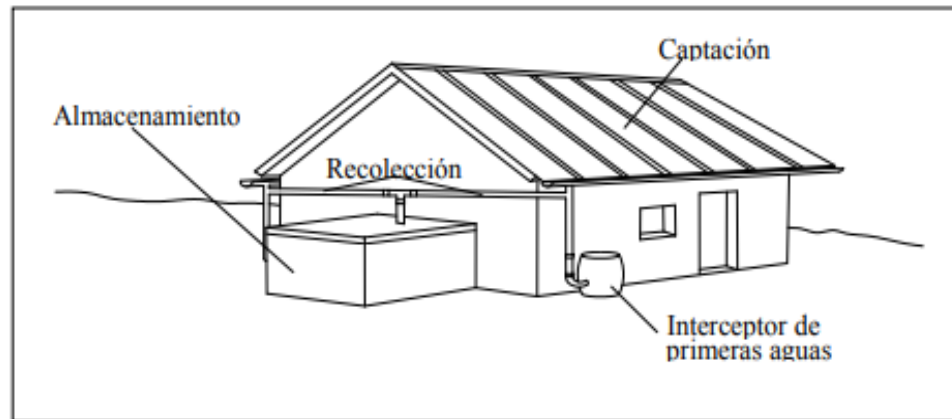 Captación
Almacenamiento
Recolección
Interceptor de
primeras aguas